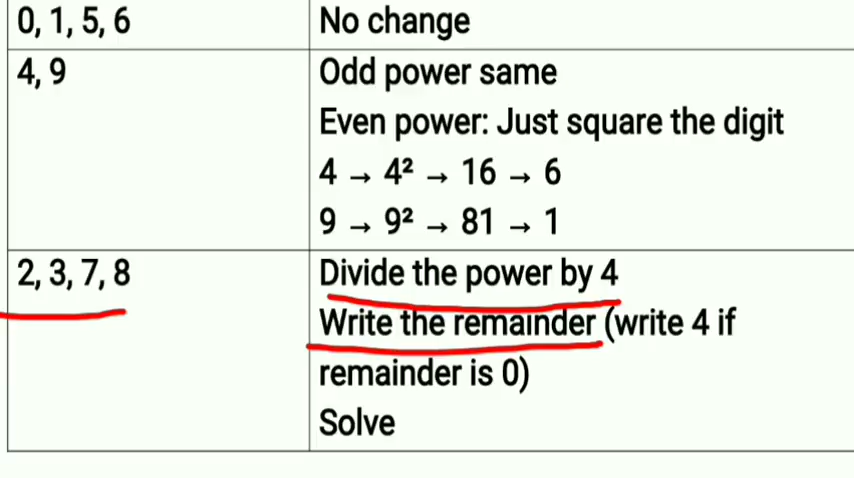 0, 1, 5, 6
No change
4, 9
Odd power same
Even power: Just square the digit
4 → 4² → 16 → 6
9 → 9² → 81 → 1
2, 3, 7, 8
Divide the power by 4
Write the remainder (write 4 if
remainder is 0)
Solve